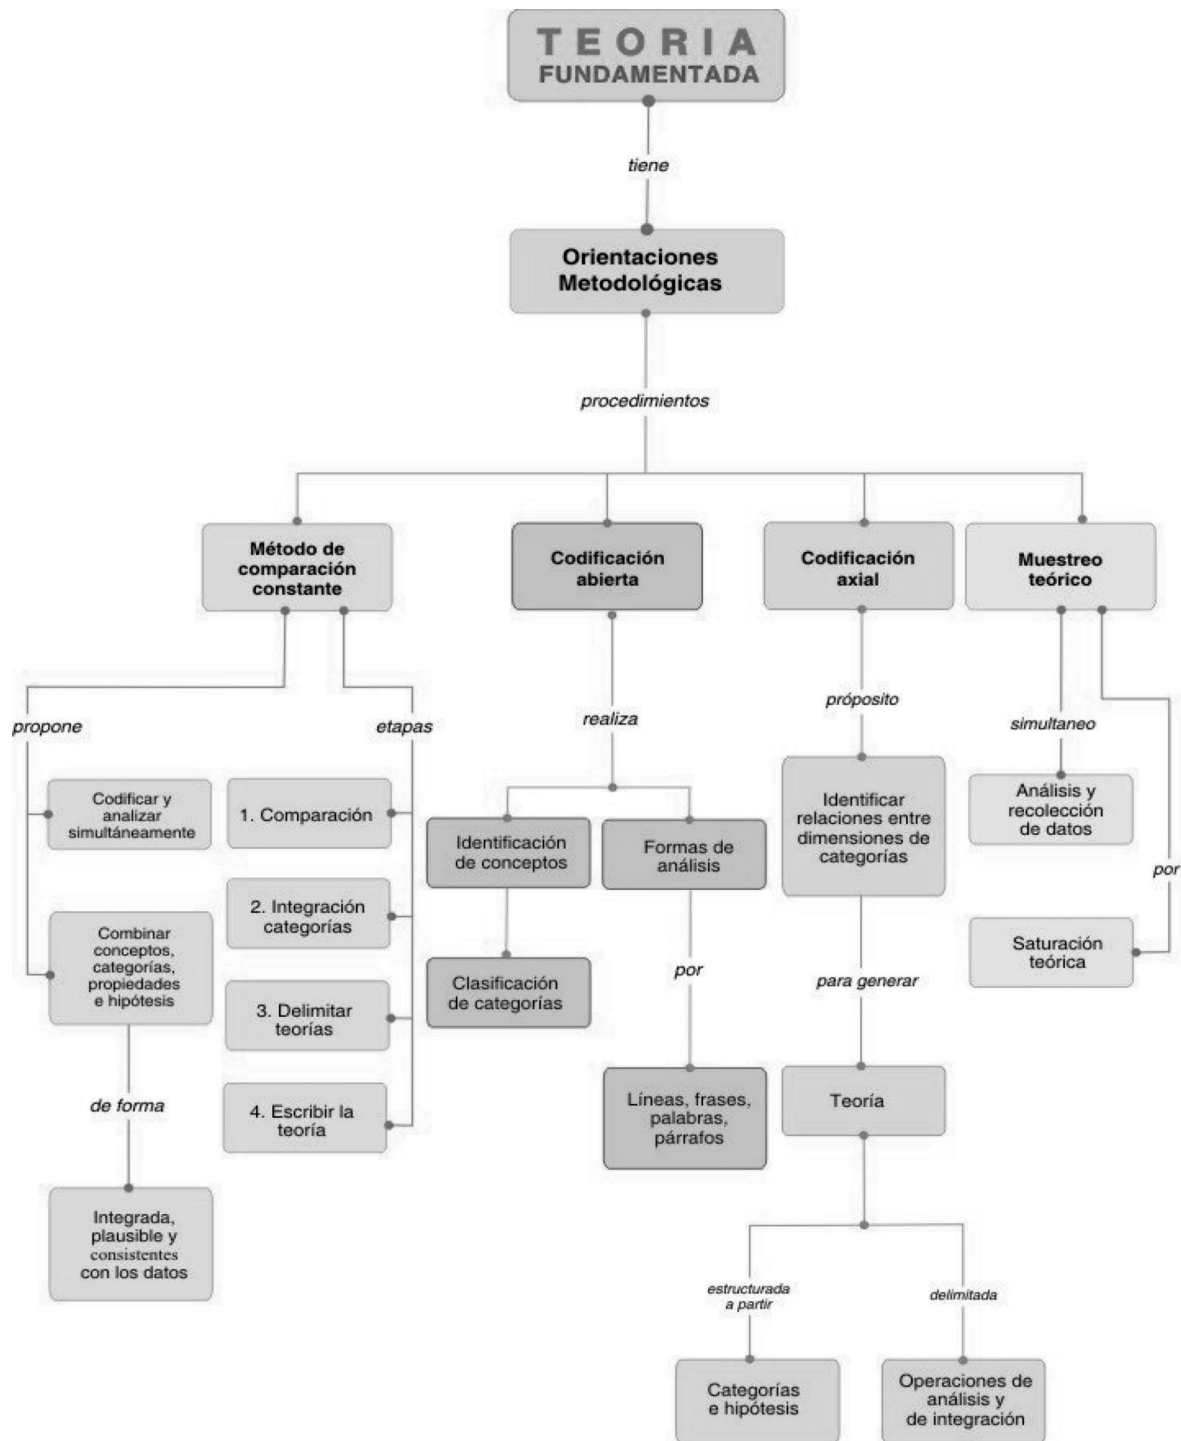 TEORIA
FUNDAMENTADA
tiene
Orientaciones
Metodológicas
procedimientos
Método de
comparación
constante
Codificación
abierta
Codificación
axial
Muestreo
teórico
propone
etapas
realiza
próposito
simultaneo
por
Codificar y
analizar
simultáneamente
Combinar
conceptos,
categorías,
propiedades
e hipótesis
de forma
Integrada,
plausible y
consistentes
con los datos
1. Comparación
2. Integración
categorías
3. Delimitar
teorías
4. Escribir la
teoría
Identificación
de conceptos
Clasificación
de categorías
Formas de
análisis
por
Líneas, frases,
palabras,
párrafos
Identificar
relaciones entre
dimensiones de
categorías
para generar
Teoría
estructurada
a partir
delimitada
Categorías
e hipótesis
Operaciones de
análisis y
de integración
Análisis y
recolección
de datos
Saturación
teórica